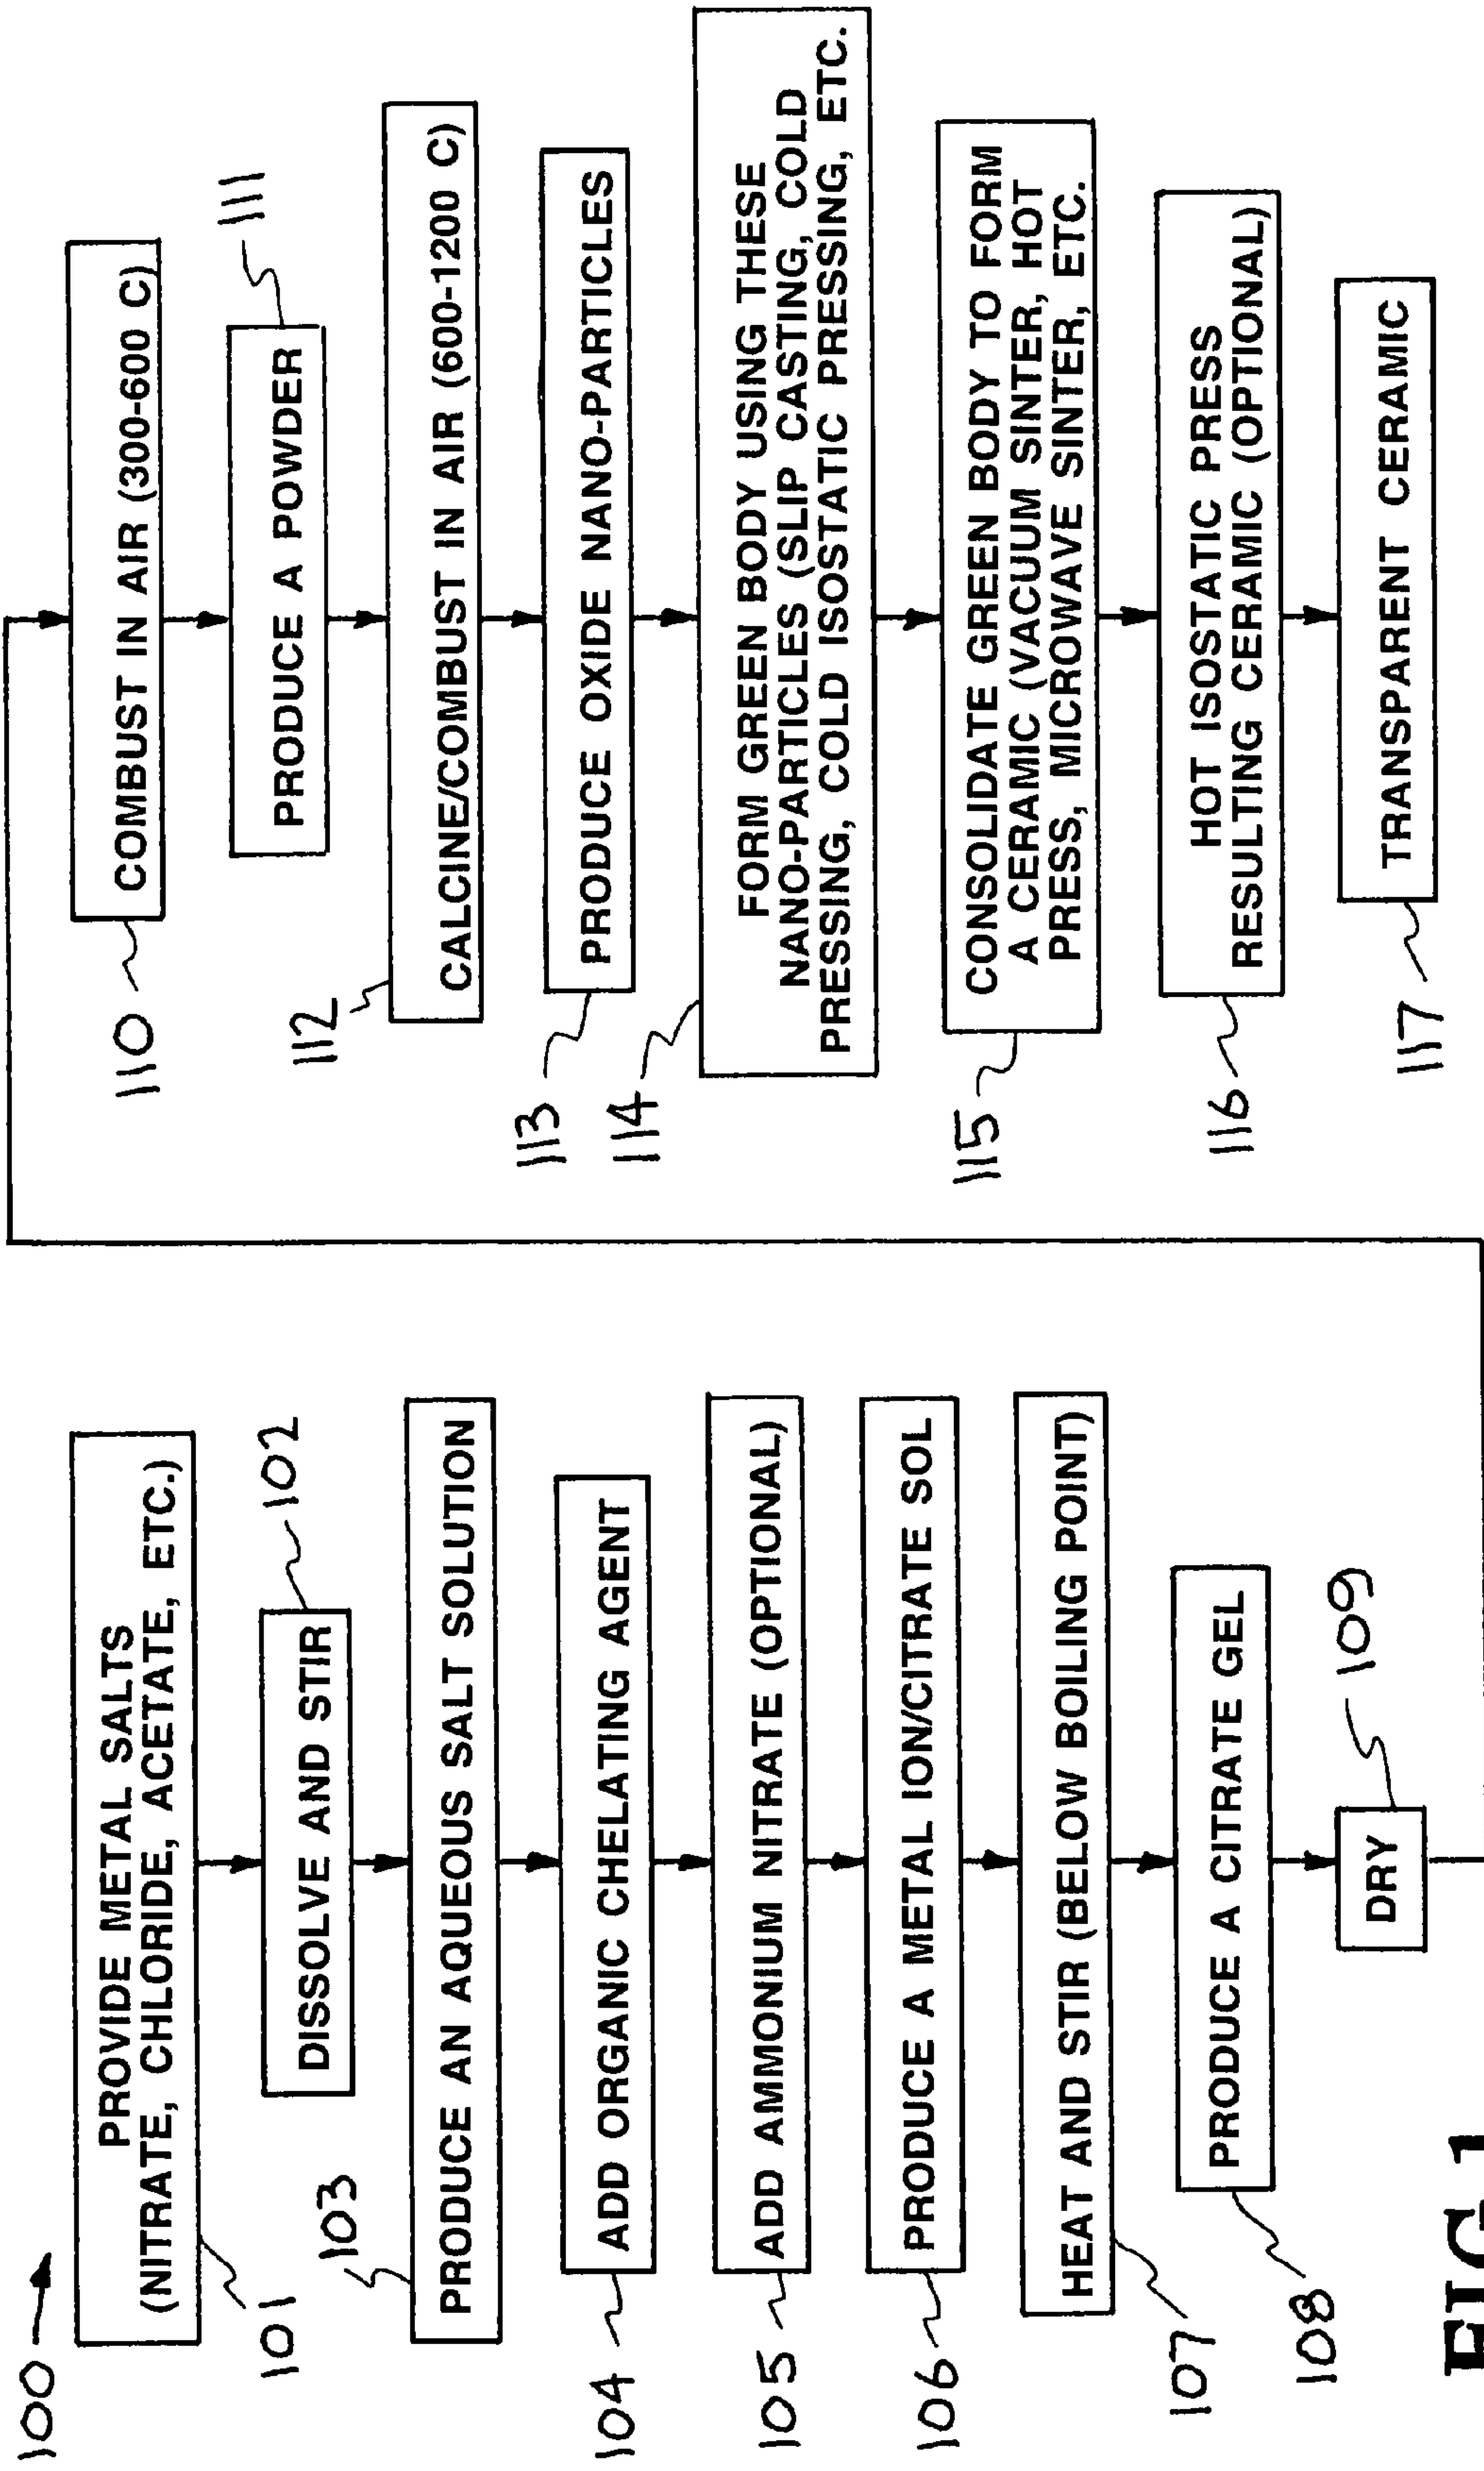 100
PROVIDE METAL SALTS
(NITRATE, CHLORIDE, ACETATE, ETC.)
101
DISSOLVE AND STIR
102
PRODUCE AN AQUEOUS SALT SOLUTION
103
ADD ORGANIC CHELATING AGENT
104
ADD AMMONIUM NITRATE (OPTIONAL)
105
PRODUCE A METAL ION/CITRATE SOL
106
HEAT AND STIR (BELOW BOILING POINT)
107
PRODUCE A CITRATE GEL
108
DRY
109
COMBUST IN AIR (300-600 C)
110
PRODUCE A POWDER
111
CALCINE/COMBUST IN AIR (600-1200 C)
112
PRODUCE OXIDE NANO-PARTICLES
113
FORM GREEN BODY USING THESE
NANO-PARTICLES (SLIP CASTING, COLD
PRESSING, COLD ISOSTATIC PRESSING, ETC.
114
CONSOLIDATE GREEN BODY TO FORM
A CERAMIC (VACUUM SINTER, HOT
PRESS, MICROWAVE SINTER, ETC.
115
HOT ISOSTATIC PRESS
RESULTING CERAMIC (OPTIONAL)
116
TRANSPARENT CERAMIC
117
FIG 1